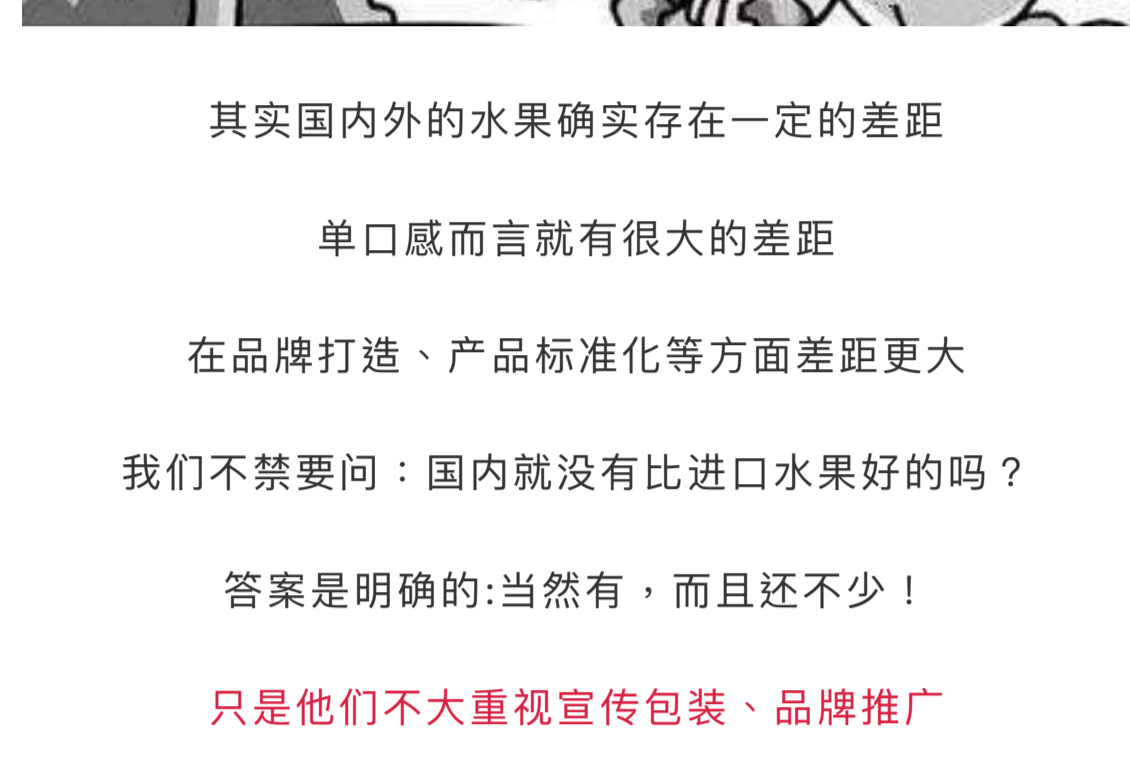 其实国内外的水果确实存在一定的差距
单口感而言就有很大的差距
在品牌打造、产品标准化等方面差距更大
我们不禁要问：国内就没有比进口水果好的吗？
答案是明确的:当然有，而且还不少！
只是他们不大重视宣传包装、品牌推广